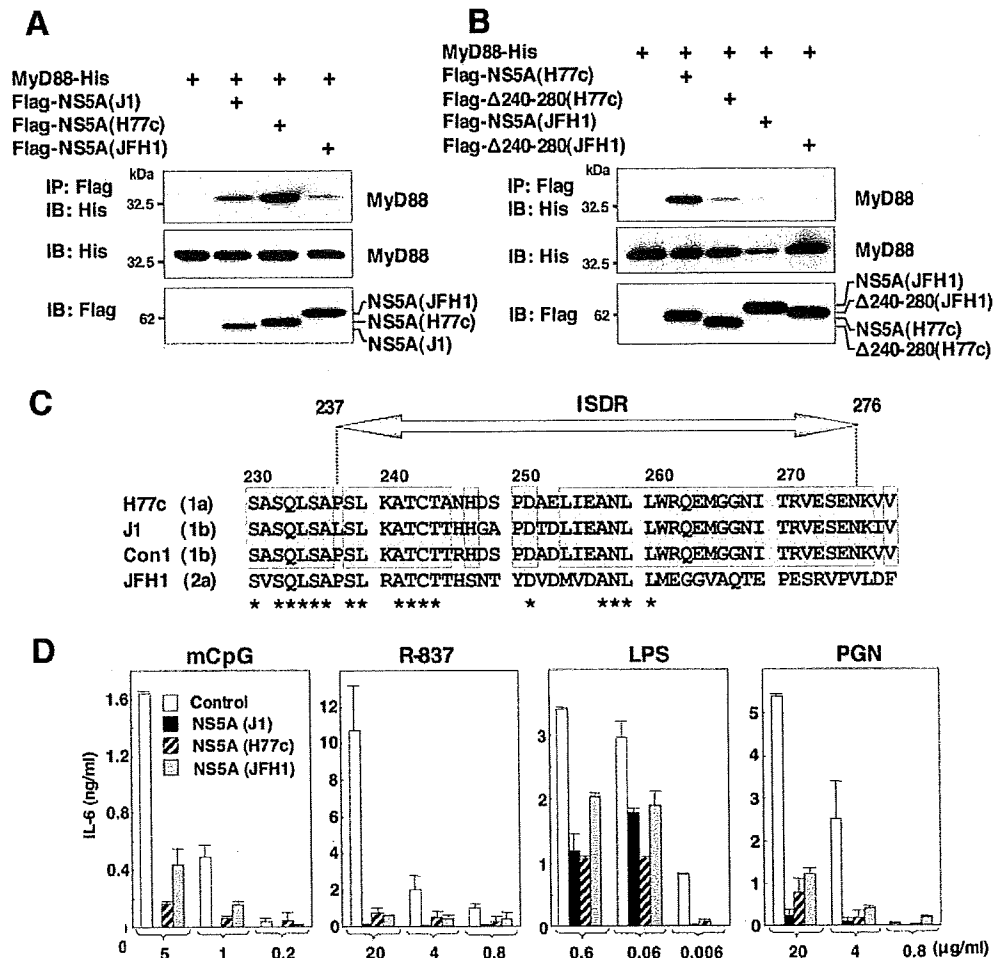 A
MyD88-His + + + +
Flag-NS5A(J1) +
Flag-NS5A(H77c) +
Flag-NS5A(JFH1) +
kDa
IP: Flag
IB: His
32.5
MyD88
IB: His
32.5
MyD88
IB: Flag
62
NS5A(JFH1)
NS5A(H77c)
NS5A(J1)
B
MyD88-His + + + + +
Flag-NS5A(H77c) +
Flag-Δ240-280(H77c) +
Flag-NS5A(JFH1) +
Flag-Δ240-280(JFH1) +
kDa
IP: Flag
IB: His
32.5
MyD88
IB: His
32.5
MyD88
IB: Flag
62
NS5A(JFH1)
Δ240-280(JFH1)
NS5A(H77c)
Δ240-280(H77c)
C
237 ISDR 276
230 240 250 260 270
H77c (1a) SASQLSAPSL KATCTANHDS PDAELIEANL LWRQEMGGNI TRVESENKVV
J1 (1b) SASQLSALSL KATCTTHHGA PDTDLIEANL LWRQEMGGNI TRVESENKIV
Con1 (1b) SASQLSAPSL KATCTTRHDS PDADLIEANL LWRQEMGGNI TRVESENKVV
JFH1 (2a) SVSQLSAPSL RATCTTHSNT YDVDMVDANL LMEGGVAQTE PESRVPVLDF
* ***** ** **** * *** *
D
mCpG
R-837
LPS
PGN
IL-6 (ng/ml)
1.6
1.2
0.8
0.4
1
0
Control
NS5A (J1)
NS5A (H77c)
NS5A (JFH1)
5 1 0.2
12
10
8
6
4
2
0
20 4 0.8
3
2
1
0
0.6 0.06 0.006
5
4
3
2
1
0
20 4 0.8 (μg/ml)